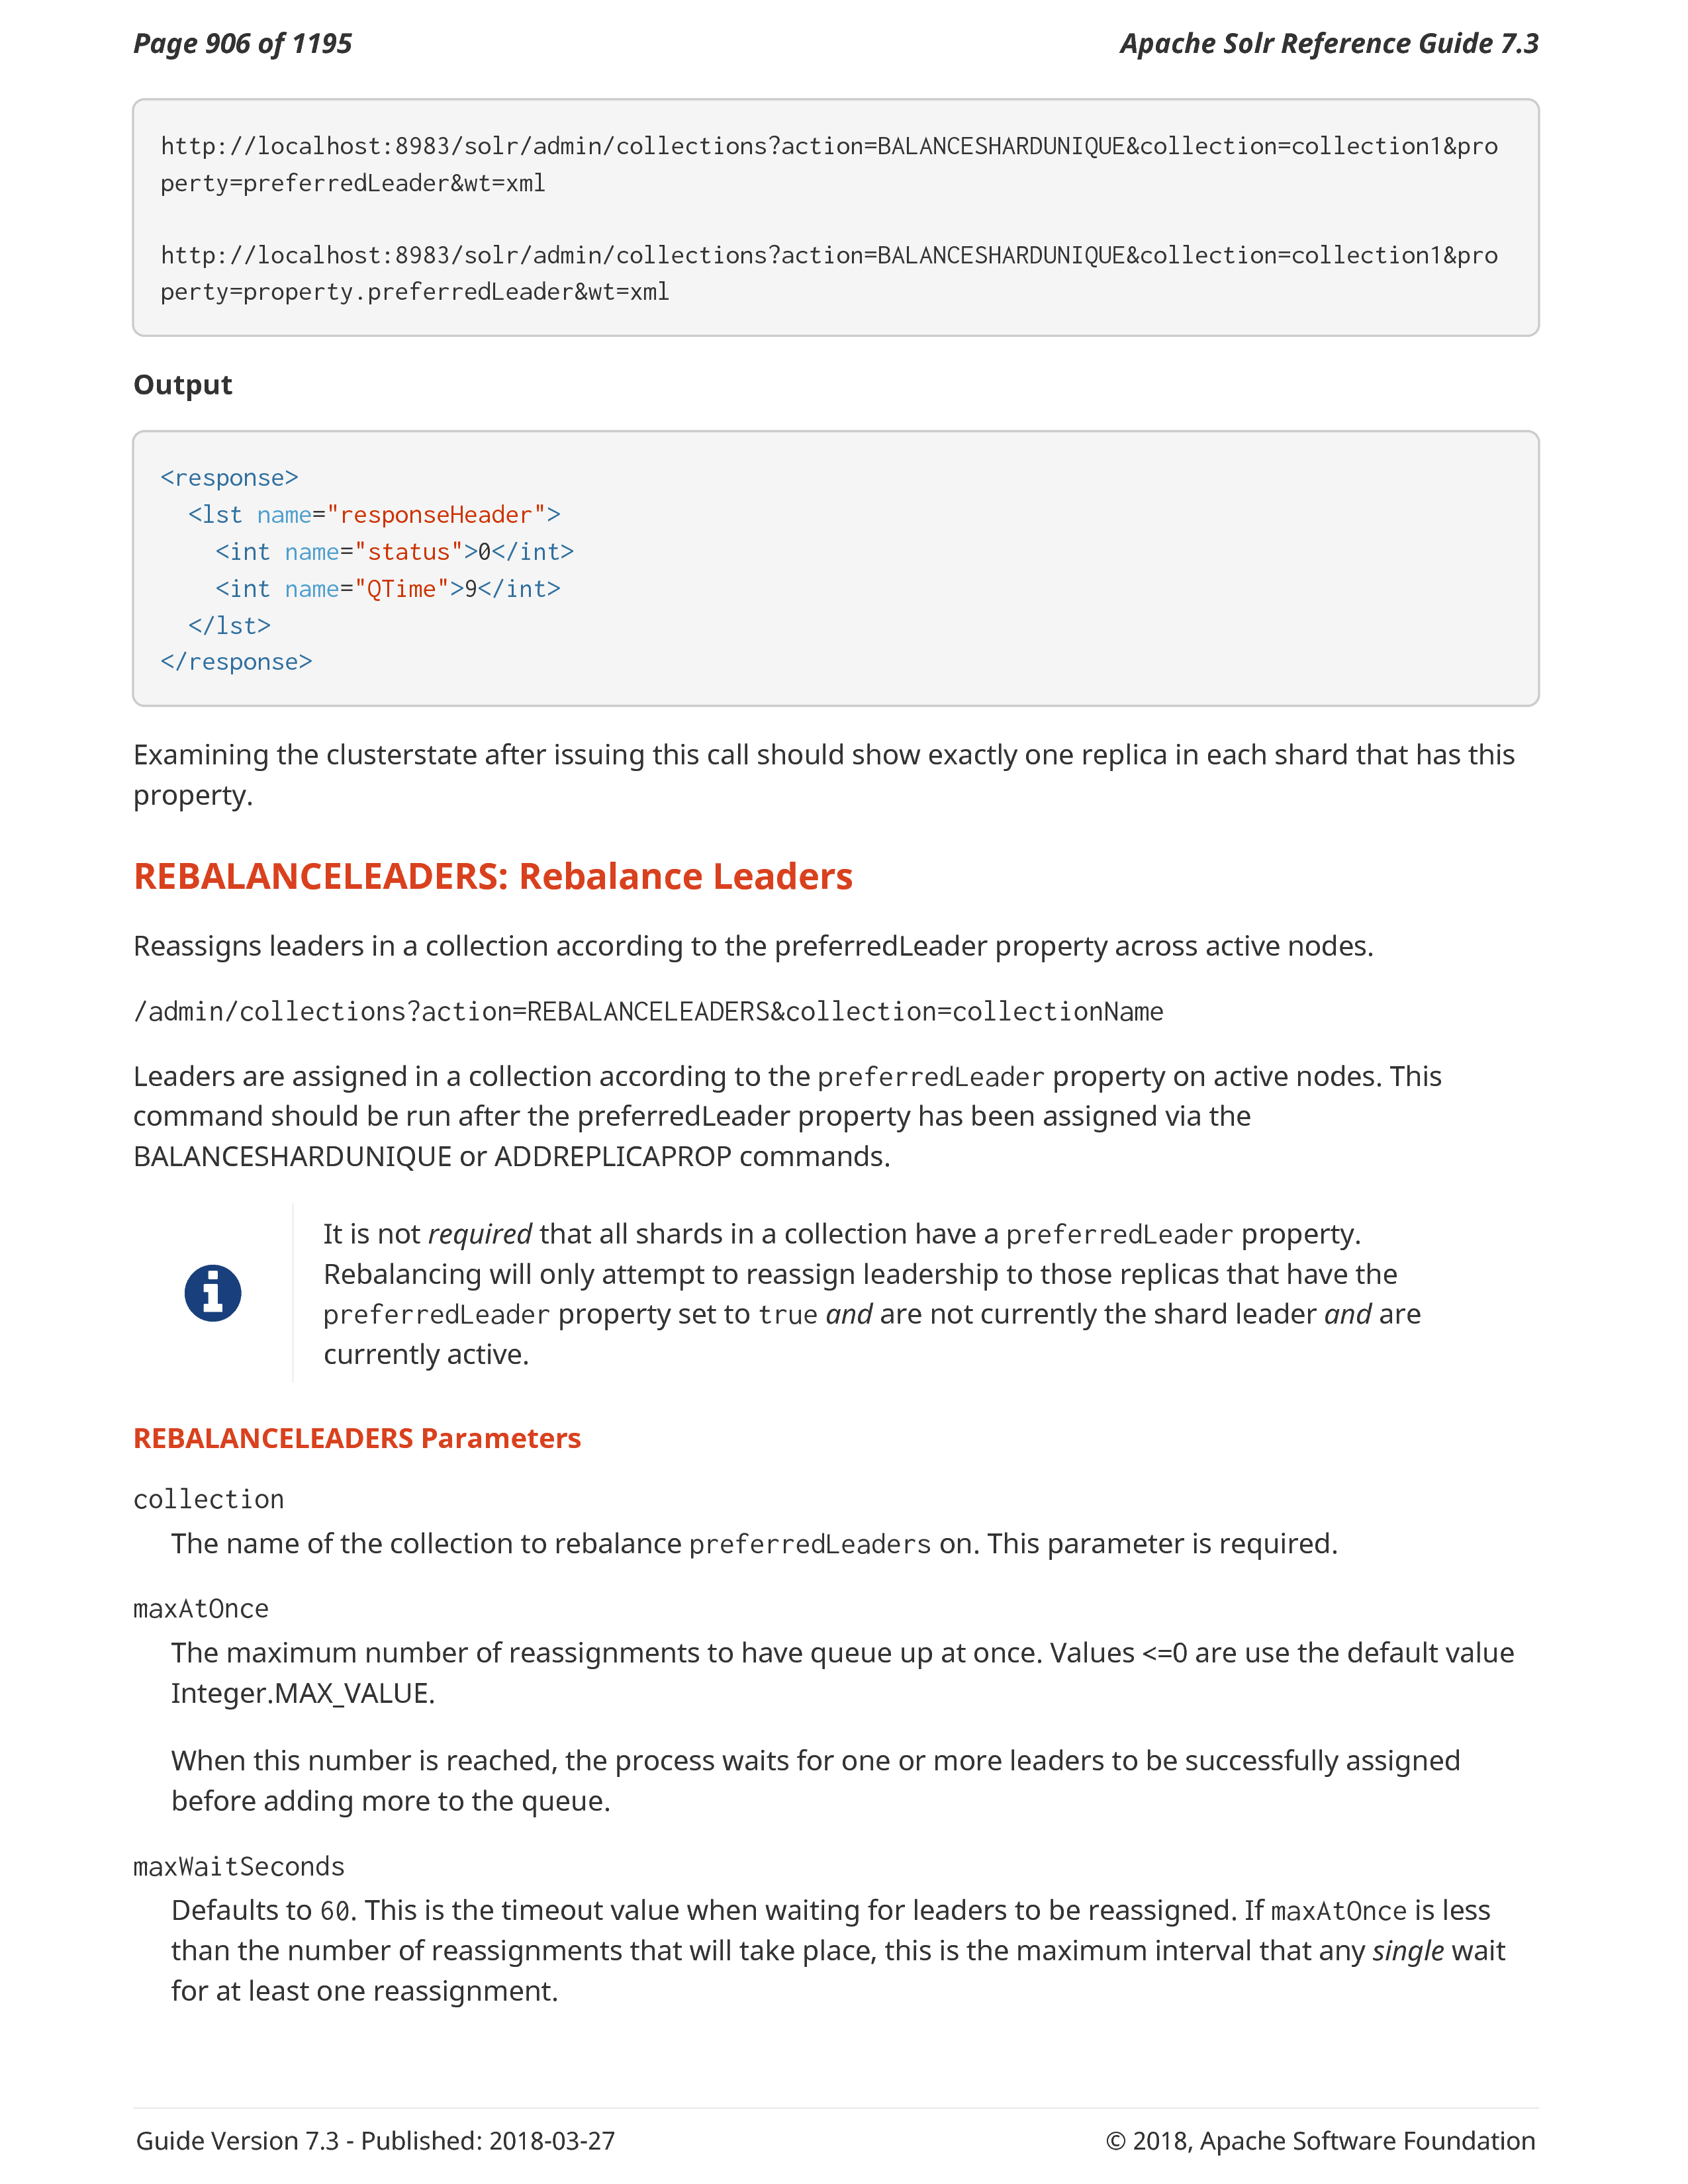 Page 906 of 1195
Apache Solr Reference Guide 7.3
http://localhost:8983/solr/admin/collections?action=BALANCESHARDUNIQUE&collection=collection1&pro
perty=preferredLeader&wt=xml
http://localhost:8983/solr/admin/collections?action=BALANCESHARDUNIQUE&collection=collection1&pro
perty=property.preferredLeader&wt=xml
Output
<response>
  <lst name="responseHeader">
    <int name="status">0</int>
    <int name="QTime">9</int>
  </lst>
</response>
Examining the clusterstate after issuing this call should show exactly one replica in each shard that has this
property.
REBALANCELEADERS: Rebalance Leaders
Reassigns leaders in a collection according to the preferredLeader property across active nodes.
/admin/collections?action=REBALANCELEADERS&collection=collectionName
Leaders are assigned in a collection according to the preferredLeader property on active nodes. This
command should be run after the preferredLeader property has been assigned via the
BALANCESHARDUNIQUE or ADDREPLICAPROP commands.
It is not required that all shards in a collection have a preferredLeader property.
Rebalancing will only attempt to reassign leadership to those replicas that have the
preferredLeader property set to true and are not currently the shard leader and are
currently active.
REBALANCELEADERS Parameters
collection
The name of the collection to rebalance preferredLeaders on. This parameter is required.
maxAtOnce
The maximum number of reassignments to have queue up at once. Values <=0 are use the default value
Integer.MAX_VALUE.
When this number is reached, the process waits for one or more leaders to be successfully assigned
before adding more to the queue.
maxWaitSeconds
Defaults to 60. This is the timeout value when waiting for leaders to be reassigned. If maxAtOnce is less
than the number of reassignments that will take place, this is the maximum interval that any single wait
for at least one reassignment.
Guide Version 7.3 - Published: 2018-03-27
© 2018, Apache Software Foundation